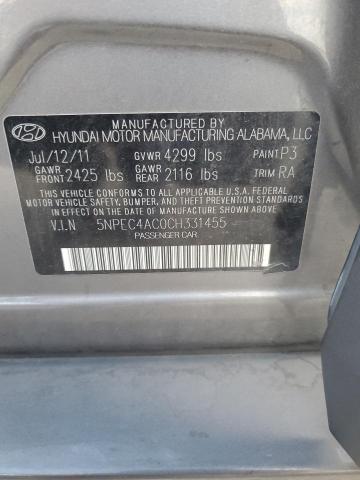 MANUFACTURED BY
HYUNDAI MOTOR MANUFACTURING ALABAMA, LLC
Jul/12/11 GVWR 4299 lbs PAINT P3
GAWR FRONT 2425 lbs GAWR REAR 2116 lbs TRIM RA
THIS VEHICLE CONFORMS TO ALL APPLICABLE U.S.A. FEDERAL
MOTOR VEHICLE SAFETY, BUMPER, AND THEFT PREVENTION
STANDARDS IN EFFECT ON THE DATE OF MANUFACTURE SHOWN ABOVE.
V.I.N 5NPEC4AC0CH331455
PASSENGER CAR